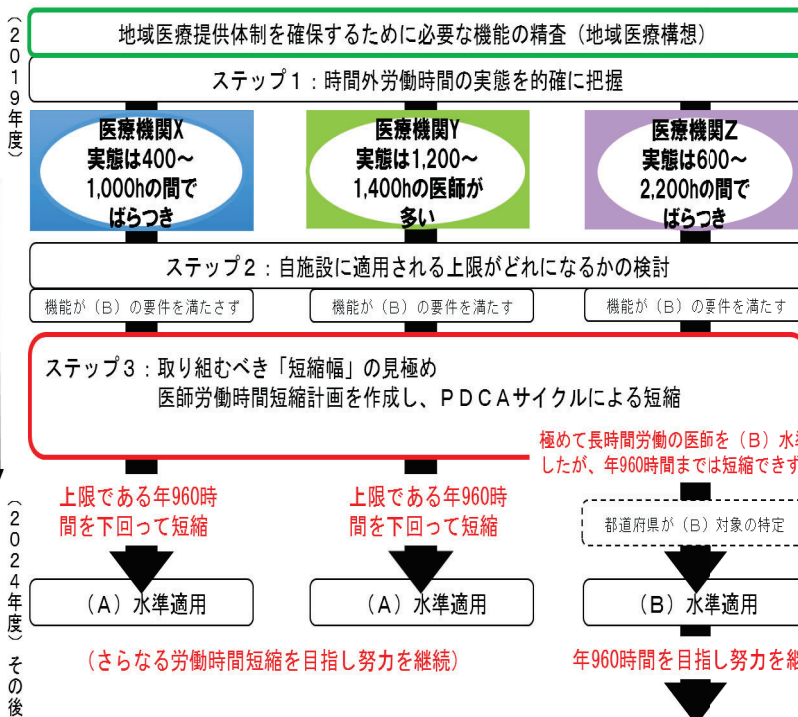 （２０１９年度）
地域医療提供体制を確保するために必要な機能の精査（地域医療構想）
ステップ１：時間外労働時間の実態を的確に把握
医療機関X
実態は400～
1,000hの間で
ばらつき
医療機関Y
実態は1,200～
1,400hの医師が
多い
医療機関Z
実態は600～
2,200hの間で
ばらつき
ステップ２：自施設に適用される上限がどれになるかの検討
機能が（B）の要件を満たさず
機能が（B）の要件を満たす
機能が（B）の要件を満たす
ステップ３：取り組むべき「短縮幅」の見極め
医師労働時間短縮計画を作成し、ＰＤＣＡサイクルによる短縮
極めて長時間労働の医師を（B）水
したが、年960時間までは短縮できず
上限である年960時
間を下回って短縮
上限である年960時
間を下回って短縮
都道府県が（B）対象の特定
（２０２４年度）その後
（A）水準適用
（A）水準適用
（B）水準適用
（さらなる労働時間短縮を目指し努力を継続）
年960時間を目指し努力を継